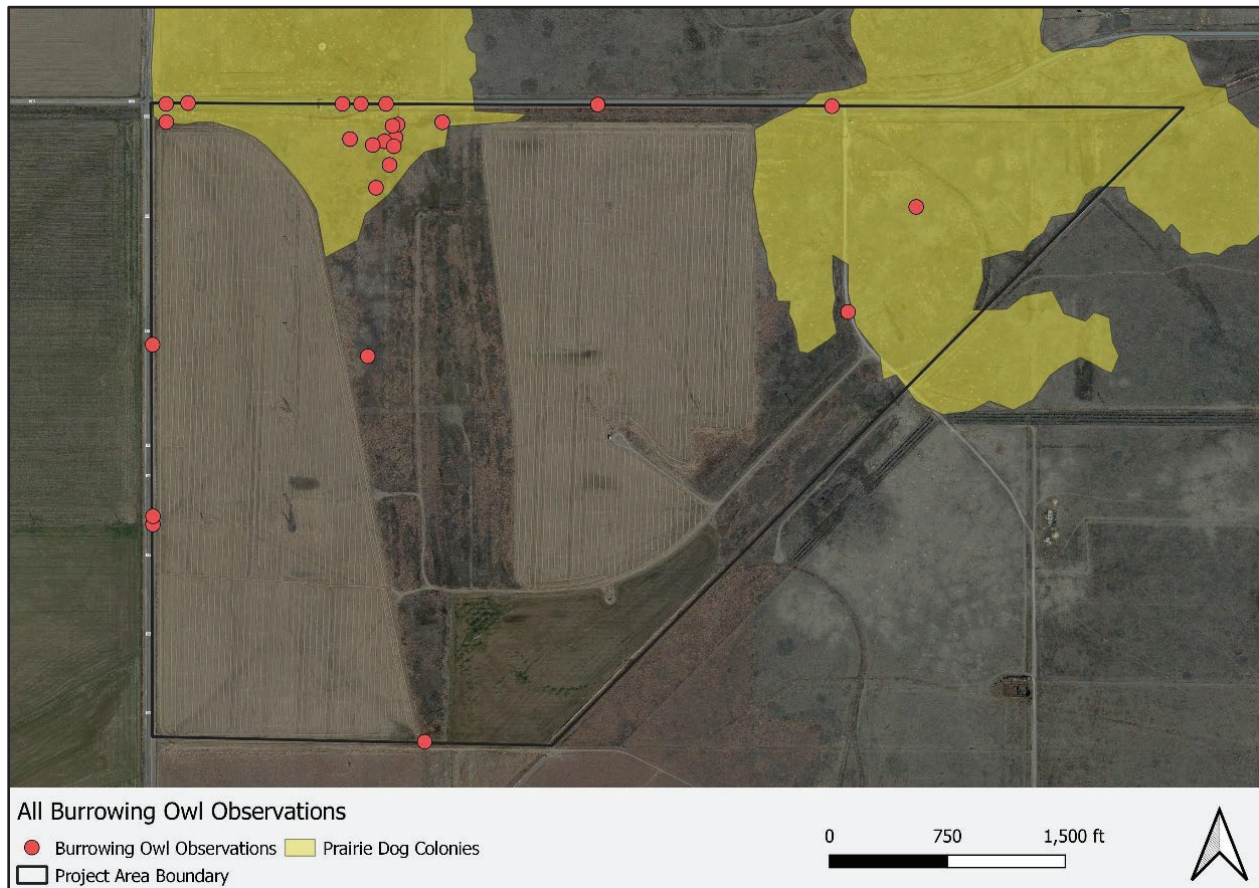 All Burrowing Owl Observations
Burrowing Owl Observations Prairie Dog Colonies
Project Area Boundary
0 750 1,500 ft